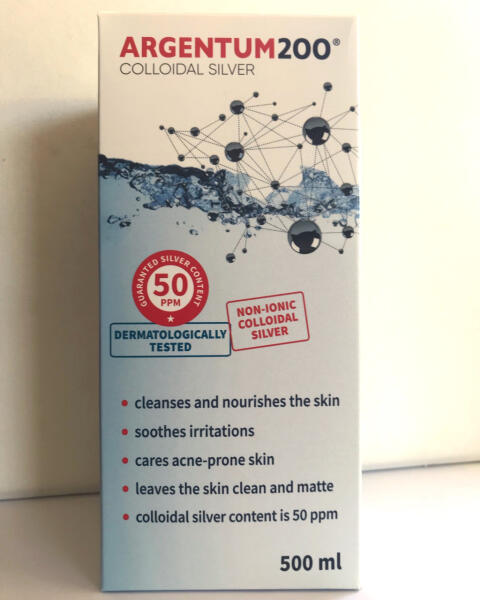 ARGENTUM200®
COLLOIDAL SILVER
GUARANTED SILVER CONTENT
50
PPM
DERMATOLOGICALLY
TESTED
NON-IONIC
COLLOIDAL
SILVER
• cleanses and nourishes the skin
• soothes irritations
• cares acne-prone skin
• leaves the skin clean and matte
• colloidal silver content is 50 ppm
500 ml